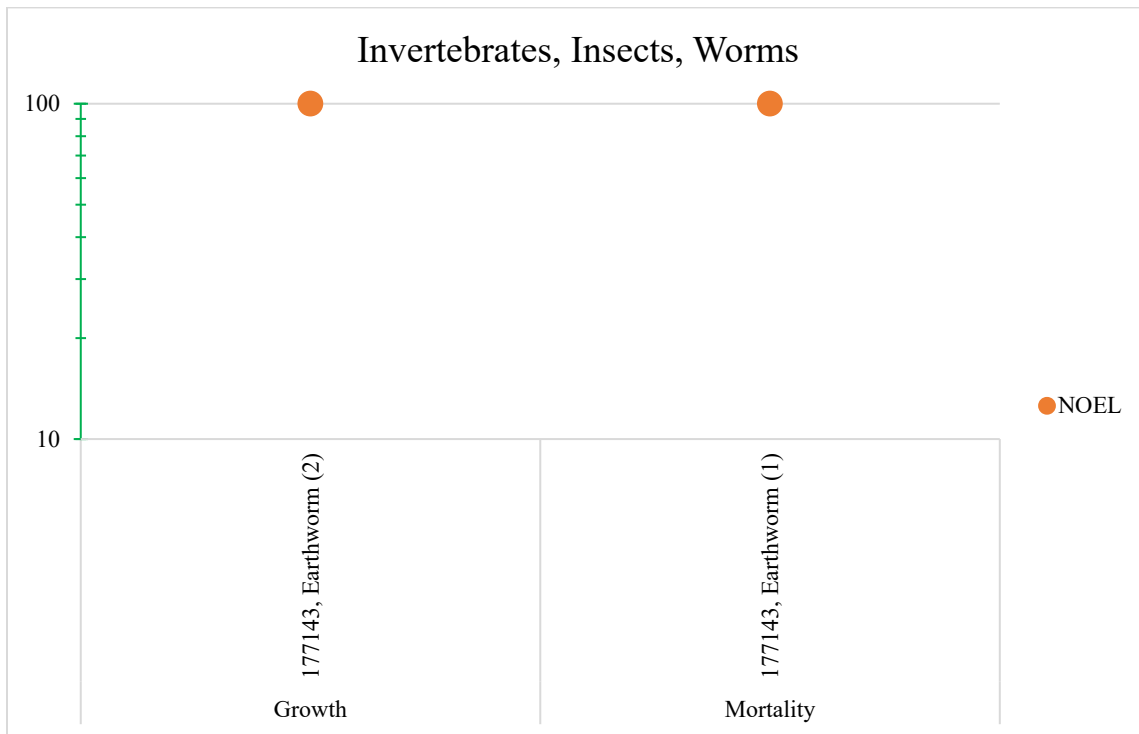 Invertebrates, Insects, Worms
100
10
NOEL
177143, Earthworm (2)
177143, Earthworm (1)
Growth
Mortality